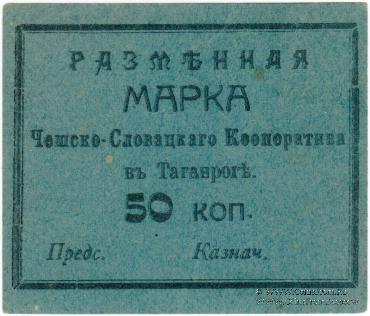 РАЗМѢННАЯ
МАРКА
Чешско-Словацкаго Кооператива
въ Таганрогѣ.
50 коп.
Предс. Казнач.